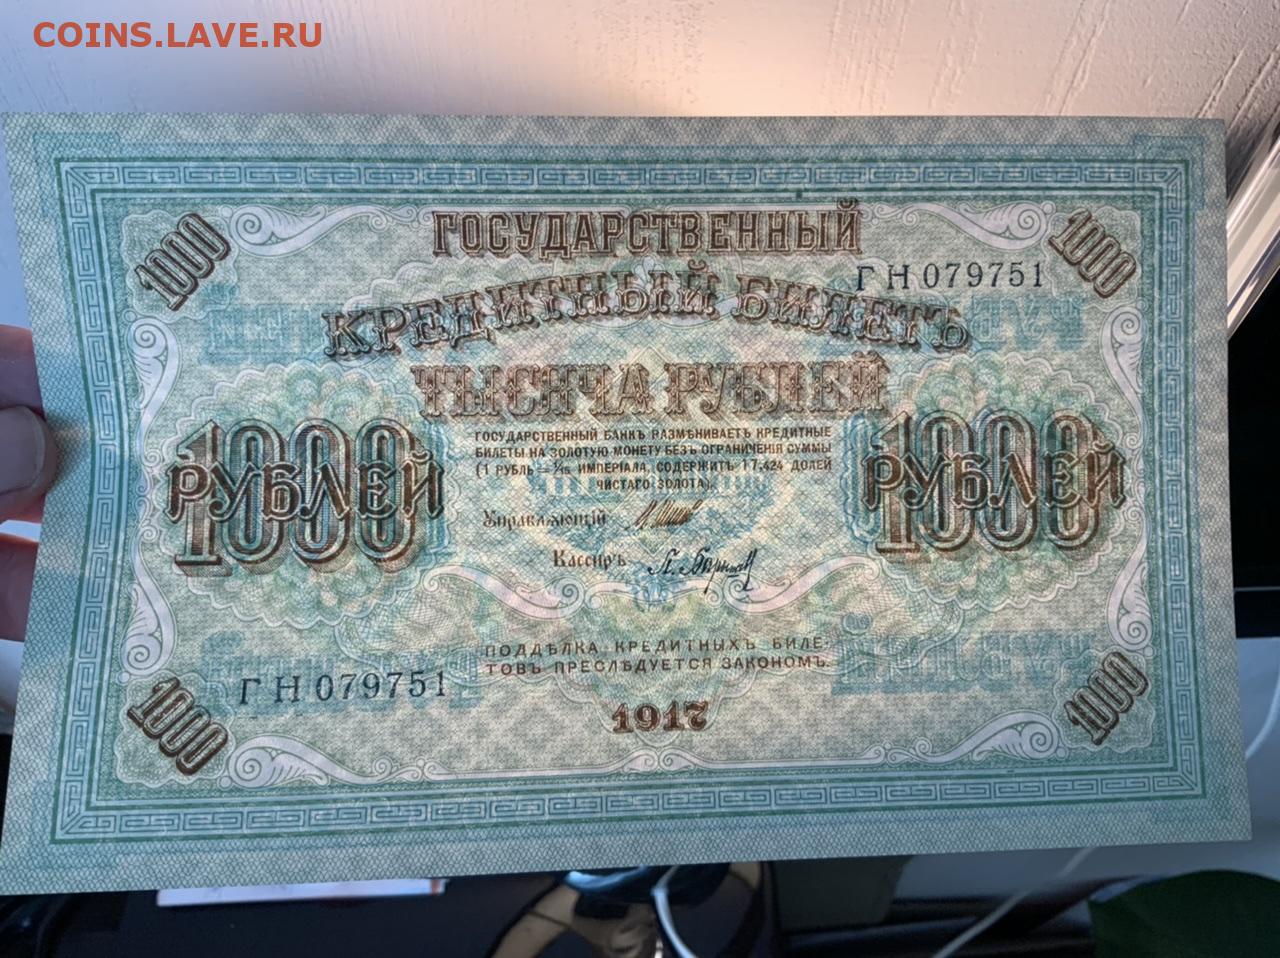 COINS.LAVE.RU
1000
ГОСУДАРСТВЕННЫЙ
1000
ГН 079751
КРЕДИТНЫЙ БИЛЕТЪ
ТЫСЯЧА РУБЛЕЙ
1000
РУБЛЕЙ
1000
РУБЛЕЙ
ГОСУДАРСТВЕННЫЙ БАНКЪ РАЗМѢНИВАЕТЪ КРЕДИТНЫЕ
БИЛЕТЫ НА ЗОЛОТУЮ МОНЕТУ БЕЗЪ ОГРАНИЧЕНІЯ СУММЫ
(1 РУБЛЬ = 1/15 ИМПЕРІАЛА, СОДЕРЖИТЪ 17,424 ДОЛЕЙ
ЧИСТАГО ЗОЛОТА).
Управляющій
Кассиръ
ПОДДѢЛКА КРЕДИТНЫХЪ БИЛЕ-
ТОВЪ ПРЕСЛѢДУЕТСЯ ЗАКОНОМЪ.
ГН 079751
1000
1917
1000